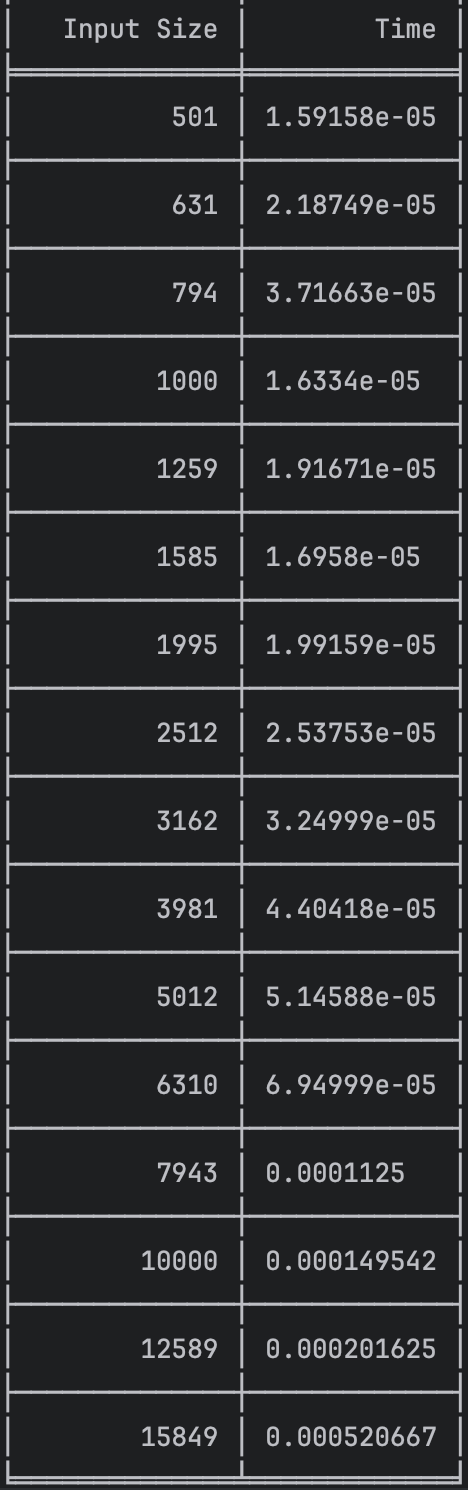 Input Size Time
501 1.59158e-05
631 2.18749e-05
794 3.71663e-05
1000 1.6334e-05
1259 1.91671e-05
1585 1.6958e-05
1995 1.99159e-05
2512 2.53753e-05
3162 3.24999e-05
3981 4.40418e-05
5012 5.14588e-05
6310 6.94999e-05
7943 0.0001125
10000 0.000149542
12589 0.000201625
15849 0.000520667